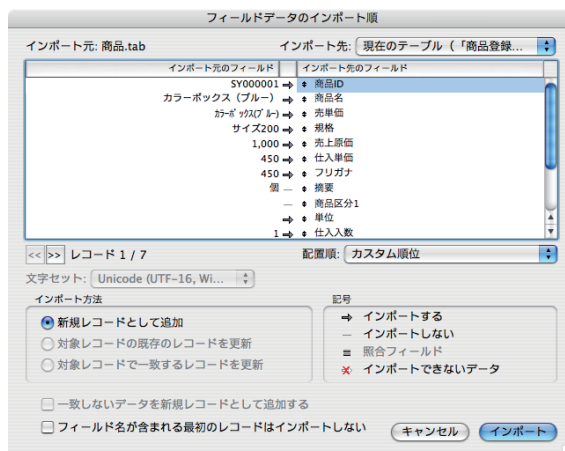 フィールドデータのインポート順
インポート元: 商品.tab インポート先: 現在のテーブル（「商品登録...
インポート元のフィールド インポート先のフィールド
SY000001 ⇒ 商品ID
カラーボックス（ブルー） ⇒ 商品名
ｶﾗｰﾎﾞｯｸｽ(ﾌﾞﾙｰ) ⇒ 売単価
サイズ200 ⇒ 規格
1,000 ⇒ 売上原価
450 ⇒ 仕入単価
450 ⇒ フリガナ
個 — 摘要
— 商品区分1
⇒ 単位
1 ⇒ 仕入入数
<< >> レコード 1 / 7 配置順: カスタム順位
文字セット: Unicode (UTF-16, Wi...
インポート方法
新規レコードとして追加
対象レコードの既存のレコードを更新
対象レコードで一致するレコードを更新
記号
⇒ インポートする
— インポートしない
≡ 照合フィールド
インポートできないデータ
一致しないデータを新規レコードとして追加する
フィールド名が含まれる最初のレコードはインポートしない
キャンセル インポート